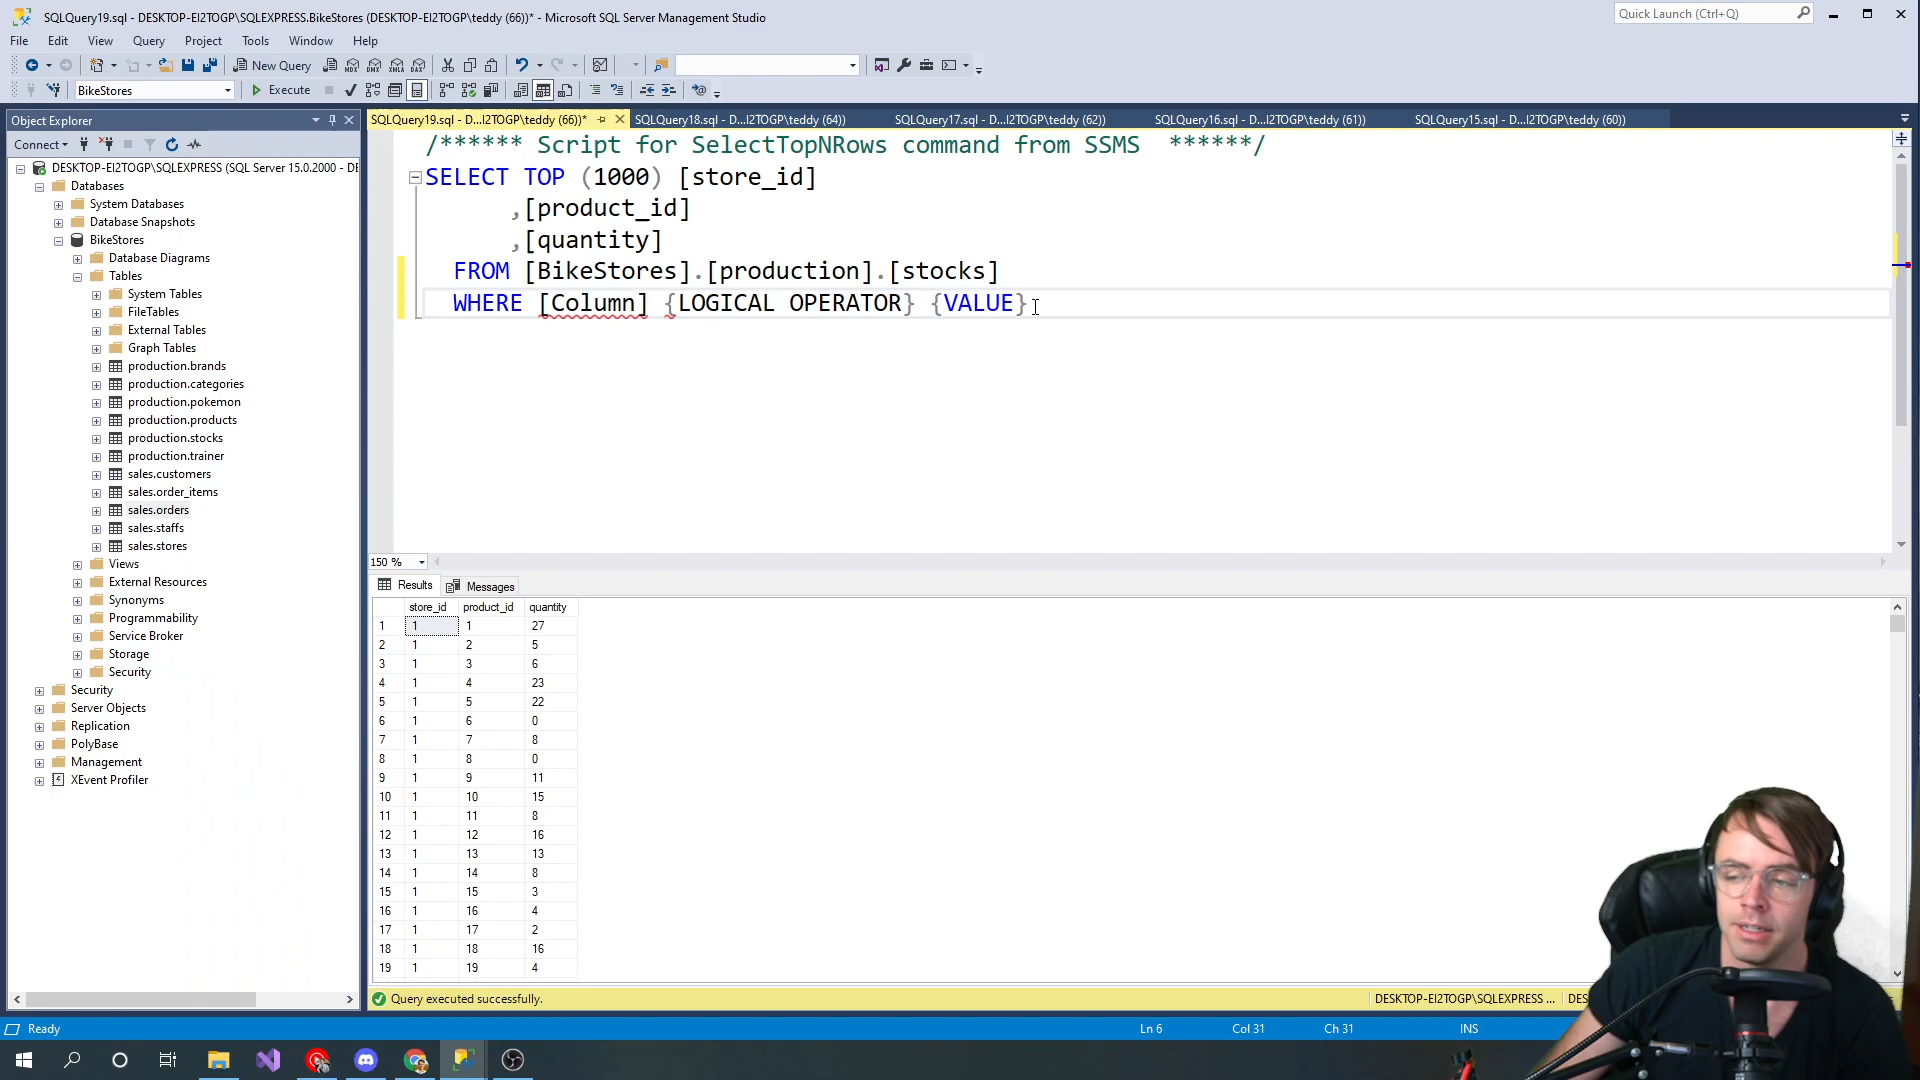 SQLQuery19.sql - DESKTOP-EI2TOGP\SQLEXPRESS.BikeStores (DESKTOP-EI2TOGP\teddy (66))* - Microsoft SQL Server Management Studio
Quick Launch (Ctrl+Q)
File Edit View Query Project Tools Window Help
New Query
MDX DMX XMLA DAX
BikeStores
Execute
Object Explorer
SQLQuery19.sql - D...I2TOGP\teddy (66))*
SQLQuery18.sql - D...I2TOGP\teddy (64))
SQLQuery17.sql - D...I2TOGP\teddy (62))
SQLQuery16.sql - D...I2TOGP\teddy (61))
SQLQuery15.sql - D...I2TOGP\teddy (60))
Connect
DESKTOP-EI2TOGP\SQLEXPRESS (SQL Server 15.0.2000 - DE
Databases
System Databases
Database Snapshots
BikeStores
Database Diagrams
Tables
System Tables
FileTables
External Tables
Graph Tables
production.brands
production.categories
production.pokemon
production.products
production.stocks
production.trainer
sales.customers
sales.order_items
sales.orders
sales.staffs
sales.stores
Views
External Resources
Synonyms
Programmability
Service Broker
Storage
Security
Security
Server Objects
Replication
PolyBase
Management
XEvent Profiler
/****** Script for SelectTopNRows command from SSMS ******/
SELECT TOP (1000) [store_id]
,[product_id]
,[quantity]
FROM [BikeStores].[production].[stocks]
WHERE [Column] {LOGICAL OPERATOR} {VALUE}
150 %
Results Messages
store_id product_id quantity
1 1 1 27
2 1 2 5
3 1 3 6
4 1 4 23
5 1 5 22
6 1 6 0
7 1 7 8
8 1 8 0
9 1 9 11
10 1 10 15
11 1 11 8
12 1 12 16
13 1 13 13
14 1 14 8
15 1 15 3
16 1 16 4
17 1 17 2
18 1 18 16
19 1 19 4
Query executed successfully.
DESKTOP-EI2TOGP\SQLEXPRESS ...
DES
Ready
Ln 6
Col 31
Ch 31
INS